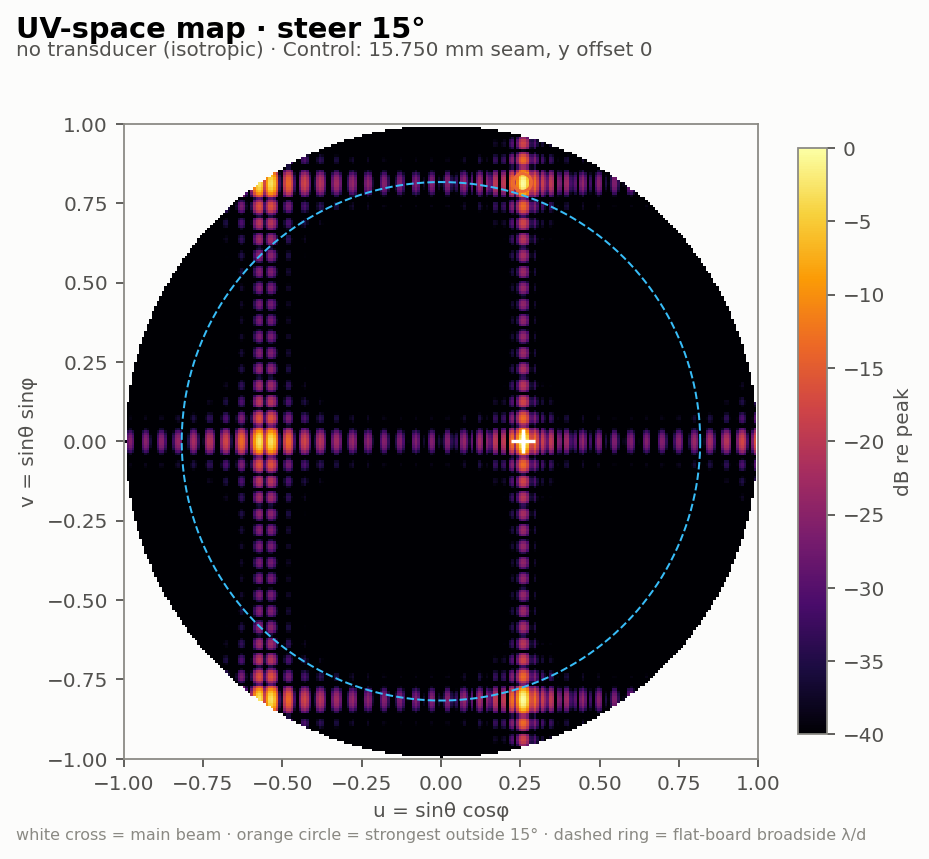 UV-space map · steer 15°
no transducer (isotropic) · Control: 15.750 mm seam, y offset 0
1.00
0.75
0.50
0.25
0.00
−0.25
−0.50
−0.75
−1.00
v = sinθ sinφ
−1.00 −0.75 −0.50 −0.25 0.00 0.25 0.50 0.75 1.00
u = sinθ cosφ
0
−5
−10
−15
−20
−25
−30
−35
−40
dB re peak
white cross = main beam · orange circle = strongest outside 15° · dashed ring = flat-board broadside λ/d